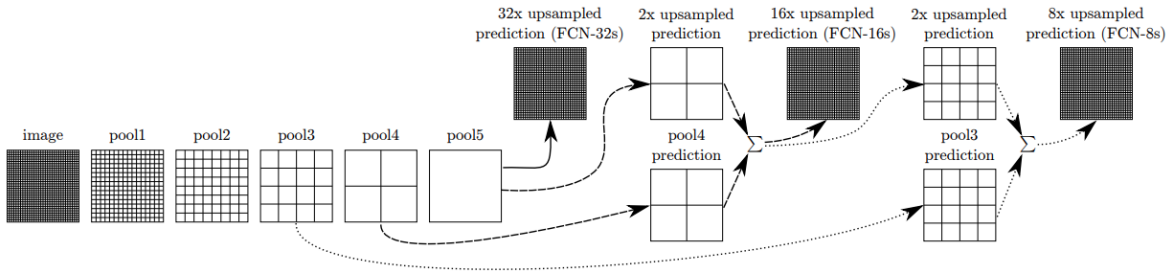 32x upsampled
prediction (FCN-32s)
2x upsampled
prediction
16x upsampled
prediction (FCN-16s)
2x upsampled
prediction
8x upsampled
prediction (FCN-8s)
image
pool1
pool2
pool3
pool4
pool5
pool4
prediction
∑
pool3
prediction
∑